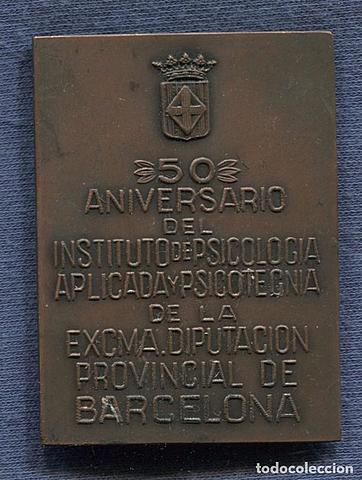 50
ANIVERSARIO
DEL
INSTITUTO DE PSICOLOGIA
APLICADA Y PSICOTECNIA
DE LA
EXCMA. DIPUTACION
PROVINCIAL DE
BARCELONA
todocoleccion